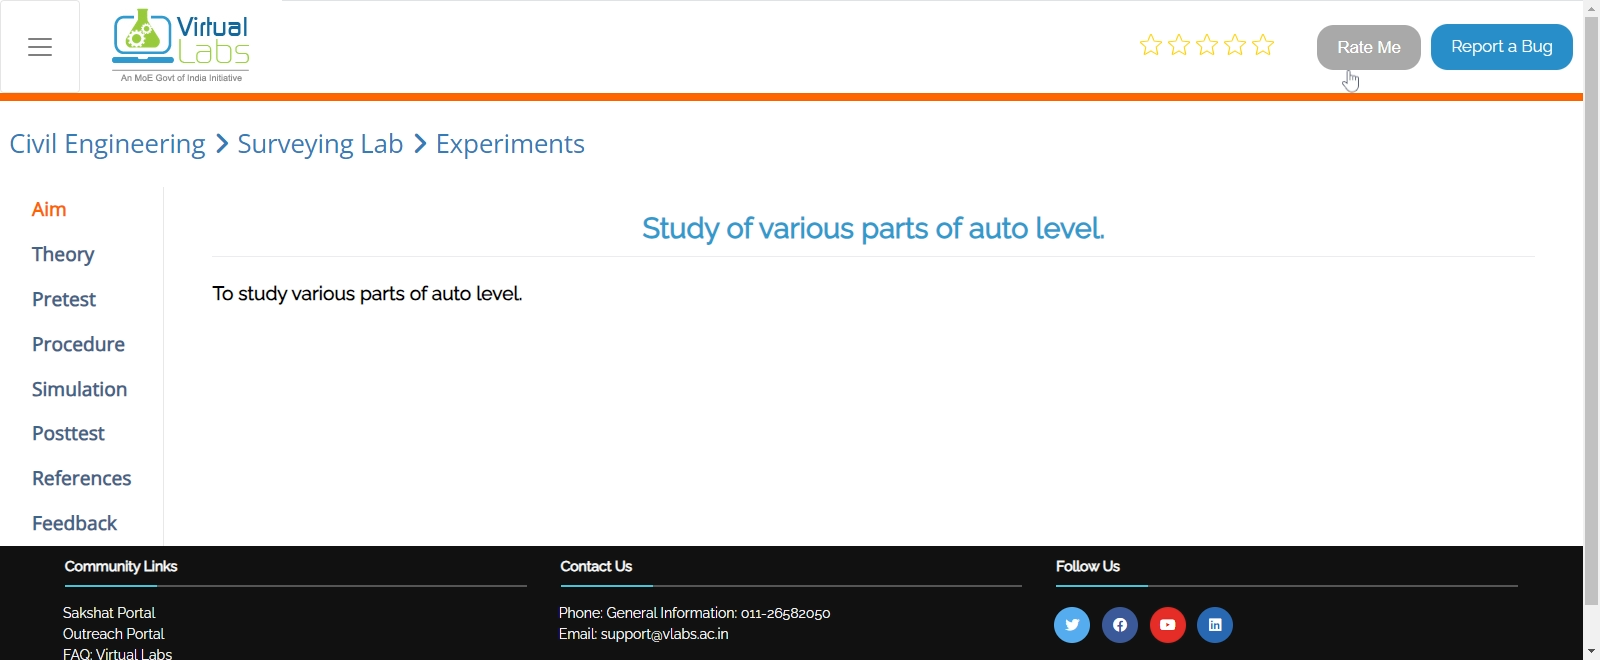 Virtual
Labs
An MoE Govt of India Initiative
Rate Me
Report a Bug
Civil Engineering > Surveying Lab > Experiments
Aim
Theory
Pretest
Procedure
Simulation
Posttest
References
Feedback
Study of various parts of auto level.
To study various parts of auto level.
Community Links
Sakshat Portal
Outreach Portal
FAQ: Virtual Labs
Contact Us
Phone: General Information: 011-26582050
Email: support@vlabs.ac.in
Follow Us